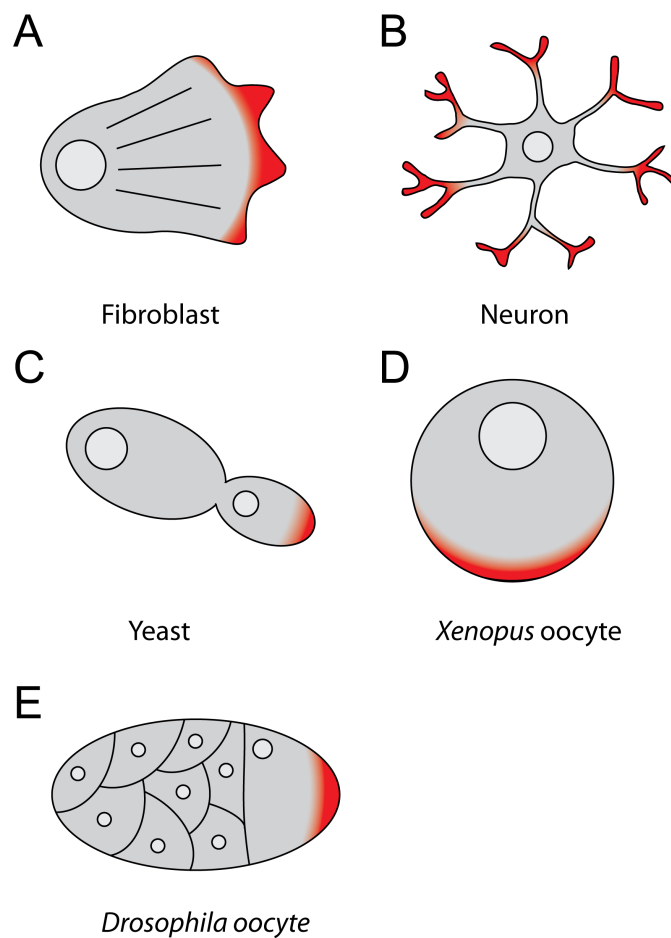 A
B
Fibroblast
Neuron
C
D
Yeast
Xenopus oocyte
E
Drosophila oocyte